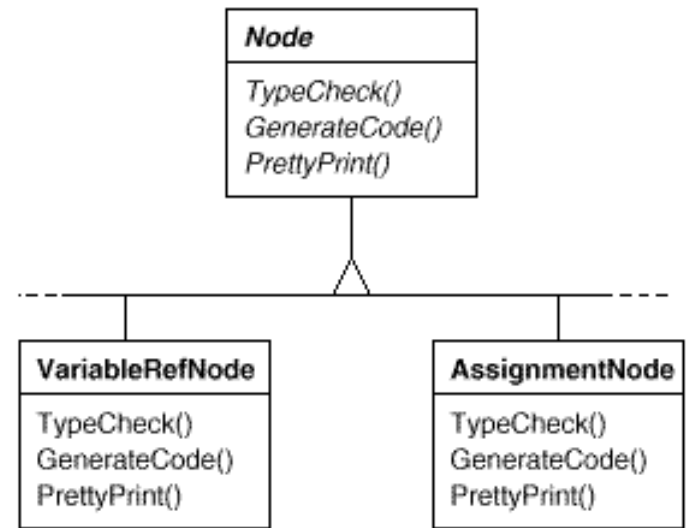 Node
TypeCheck()
GenerateCode()
PrettyPrint()
VariableRefNode
TypeCheck()
GenerateCode()
PrettyPrint()
AssignmentNode
TypeCheck()
GenerateCode()
PrettyPrint()